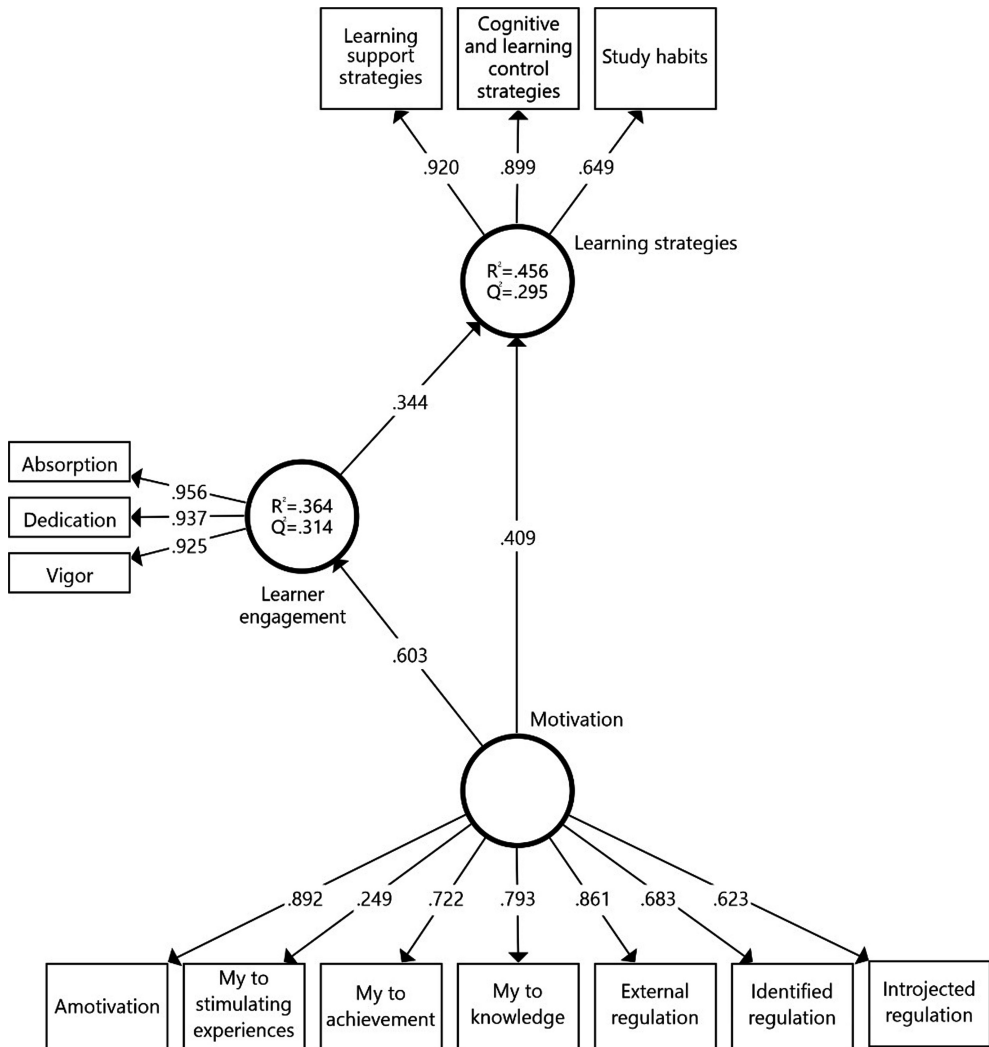 Learning
support
strategies
Cognitive
and learning
control
strategies
Study habits
.920
.899
.649
Learning strategies
R²=.456
Q²=.295
.344
Absorption
Dedication
Vigor
.956
.937
.925
R²=.364
Q²=.314
Learner
engagement
.409
.603
Motivation
.892
.249
.722
.793
.861
.683
.623
Amotivation
My to
stimulating
experiences
My to
achievement
My to
knowledge
External
regulation
Identified
regulation
Introjected
regulation